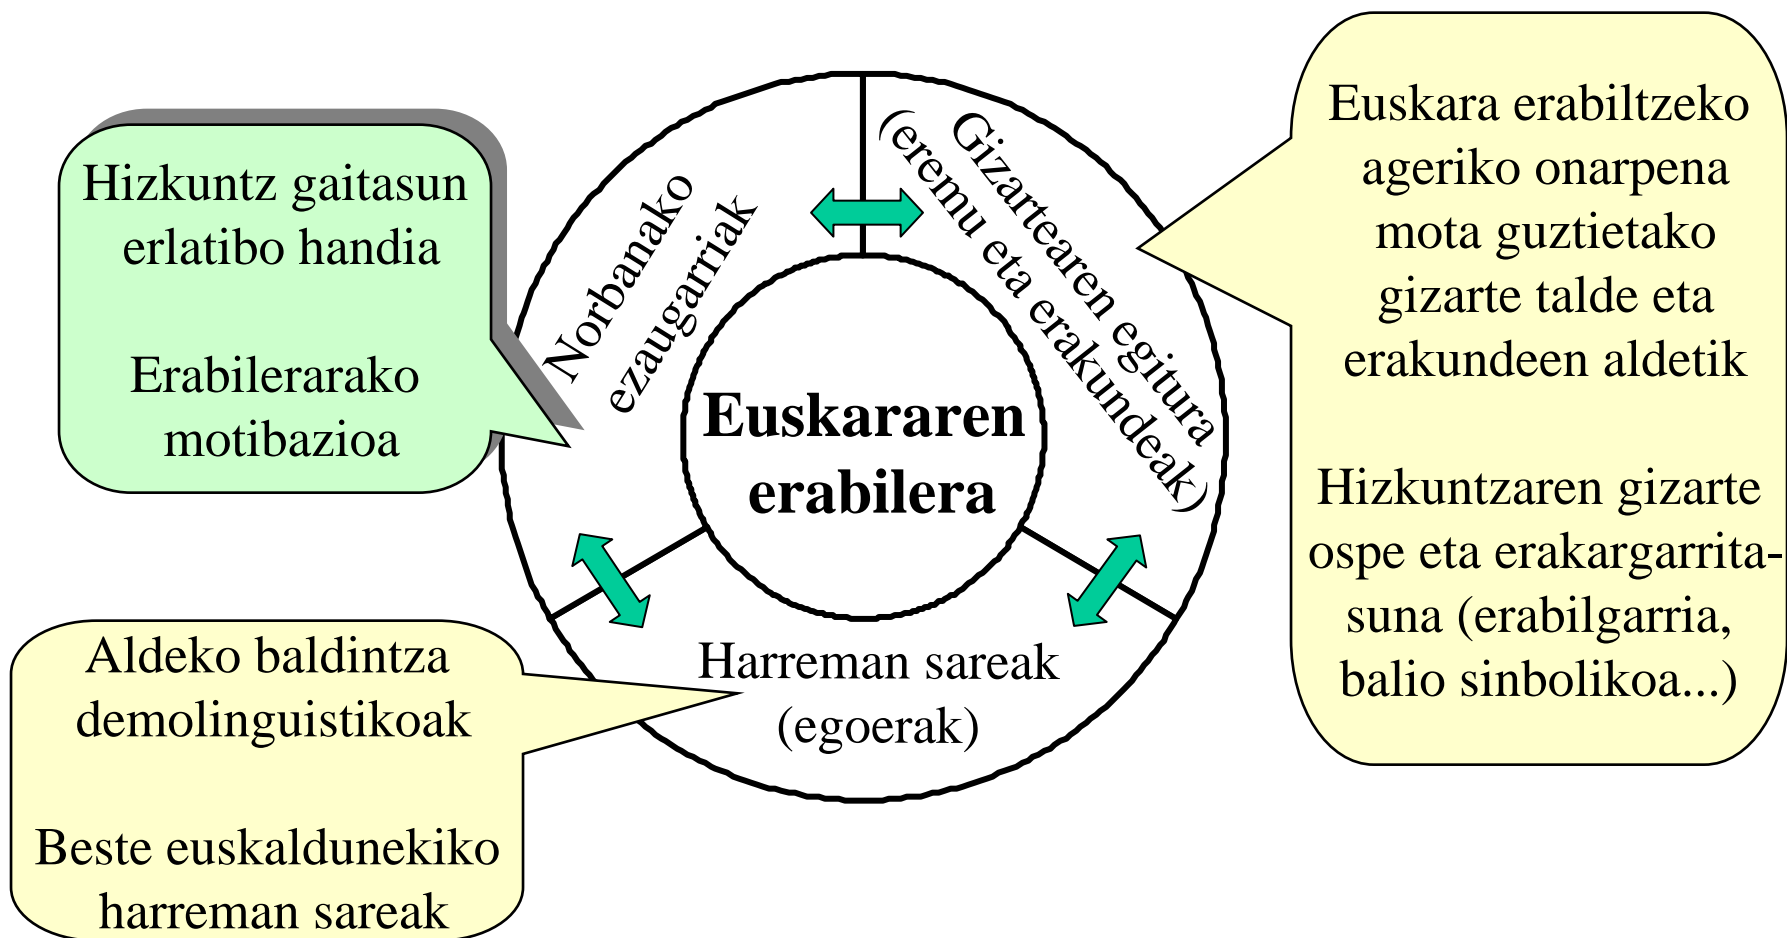 Hizkuntz gaitasun
erlatibo handia
Erabilerarako
motibazioa
Norbanako
ezaugarriak
Gizartearen egitura
(eremu eta erakundeak)
Euskararen
erabilera
Harreman sareak
(egoerak)
Euskara erabiltzeko
ageriko onarpena
mota guztietako
gizarte talde eta
erakundeen aldetik
Hizkuntzaren gizarte
ospe eta erakargarrita-
suna (erabilgarria,
balio sinbolikoa...)
Aldeko baldintza
demolinguistikoak
Beste euskaldunekiko
harreman sareak